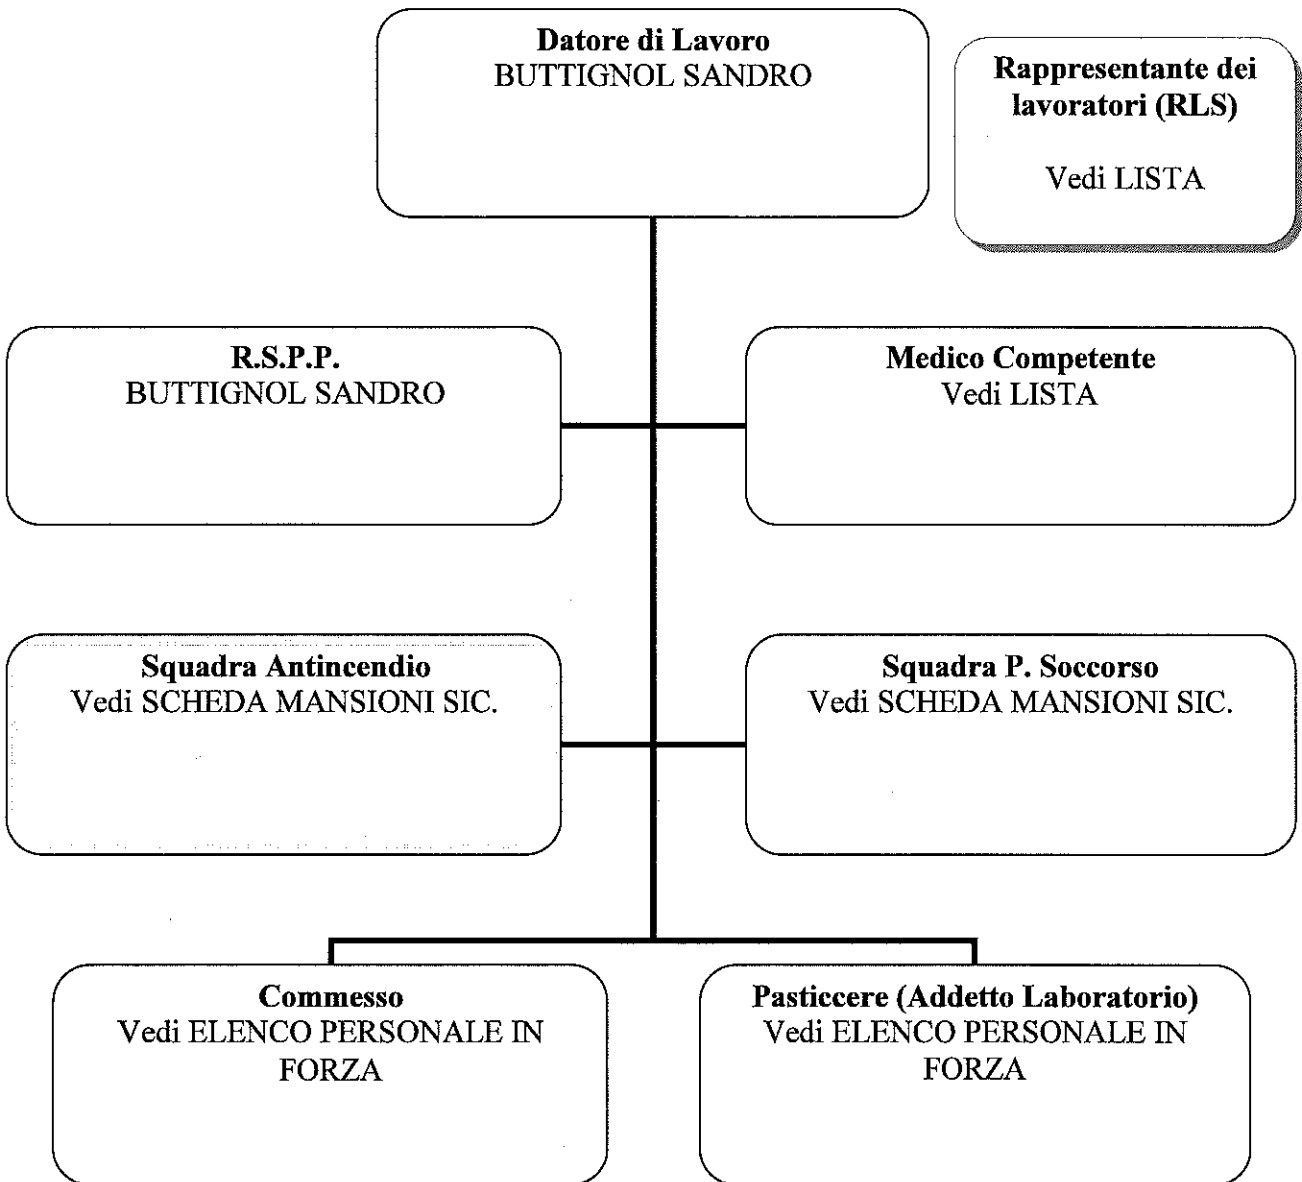 Datore di Lavoro
BUTTIGNOL SANDRO
Rappresentante dei
lavoratori (RLS)
Vedi LISTA
R.S.P.P.
BUTTIGNOL SANDRO
Medico Competente
Vedi LISTA
Squadra Antincendio
Vedi SCHEDA MANSIONI SIC.
Squadra P. Soccorso
Vedi SCHEDA MANSIONI SIC.
Commesso
Vedi ELENCO PERSONALE IN
FORZA
Pasticcere (Addetto Laboratorio)
Vedi ELENCO PERSONALE IN
FORZA